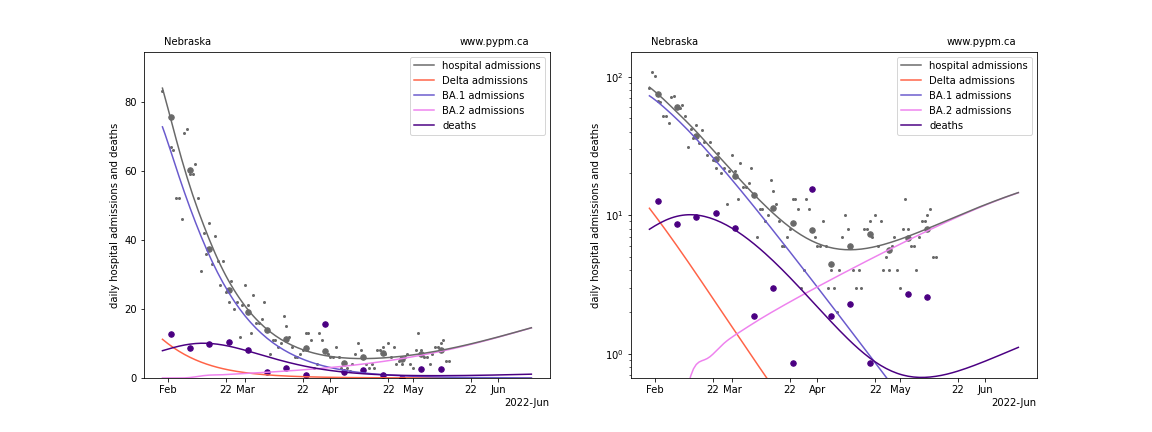 Nebraska www.pypm.ca
daily hospital admissions and deaths
80
60
40
20
0
hospital admissions
Delta admissions
BA.1 admissions
BA.2 admissions
deaths
Feb 22 Mar 22 Apr 22 May 22 Jun
2022-Jun
Nebraska www.pypm.ca
daily hospital admissions and deaths
10²
10¹
10⁰
hospital admissions
Delta admissions
BA.1 admissions
BA.2 admissions
deaths
Feb 22 Mar 22 Apr 22 May 22 Jun
2022-Jun